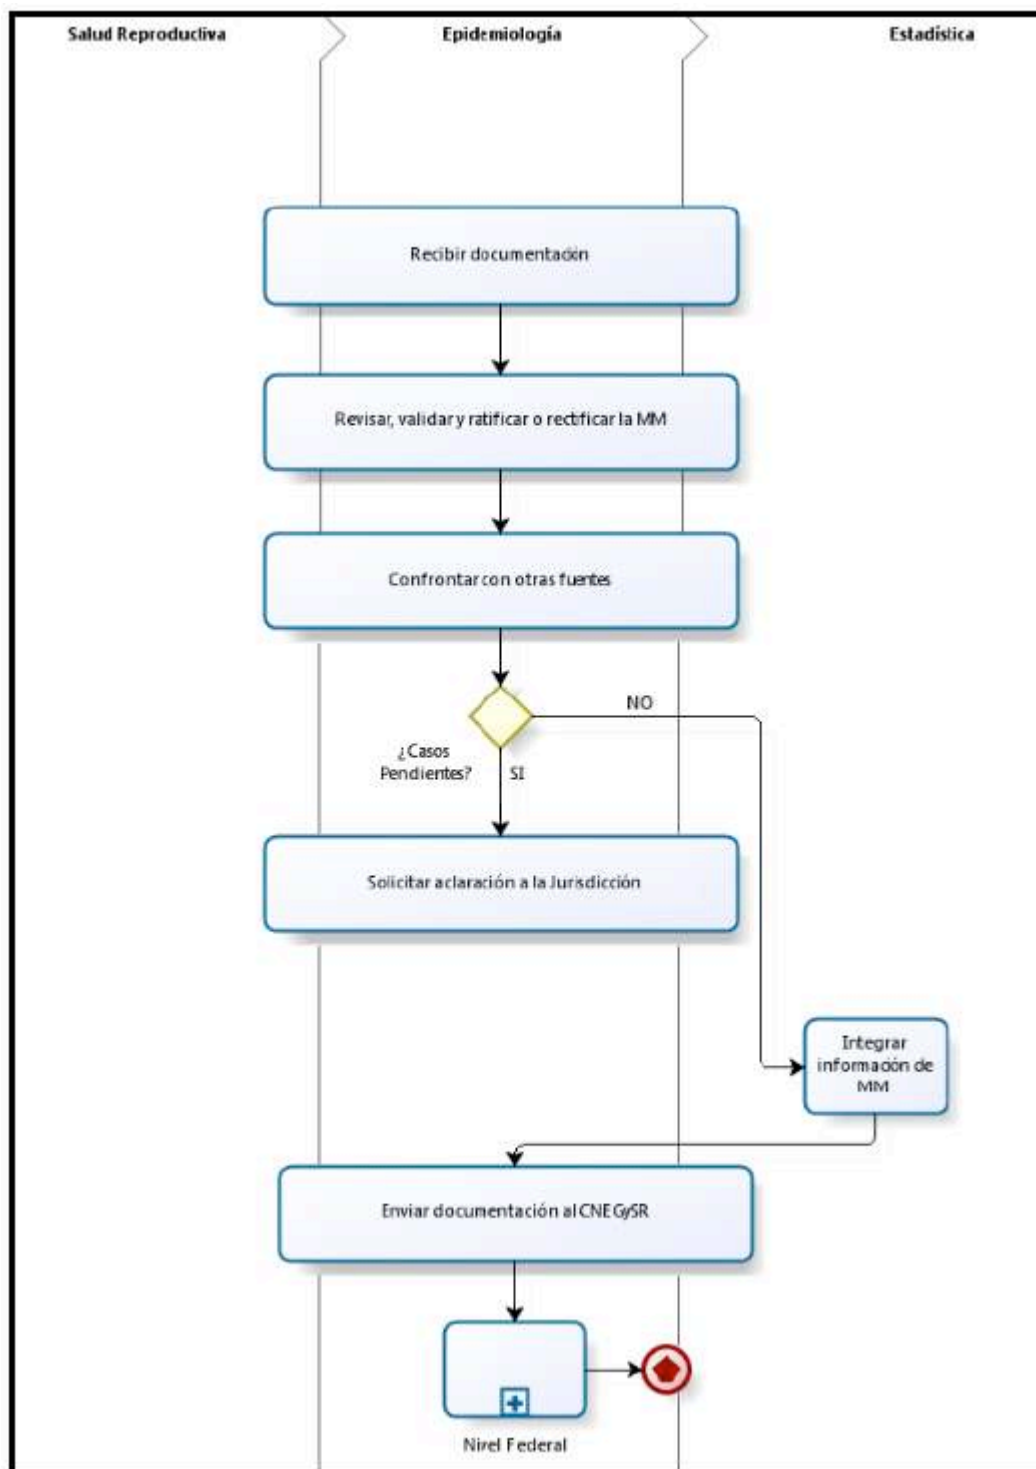 Salud Reproductiva
Epidemiología
Estadística
Recibir documentación
Revisar, validar y ratificar o rectificar la MM
Confrontar con otras fuentes
NO
¿Casos
Pendientes?
SI
Solicitar aclaración a la Jurisdicción
Integrar
información de
MM
Enviar documentación al CNEGySR
Nivel Federal